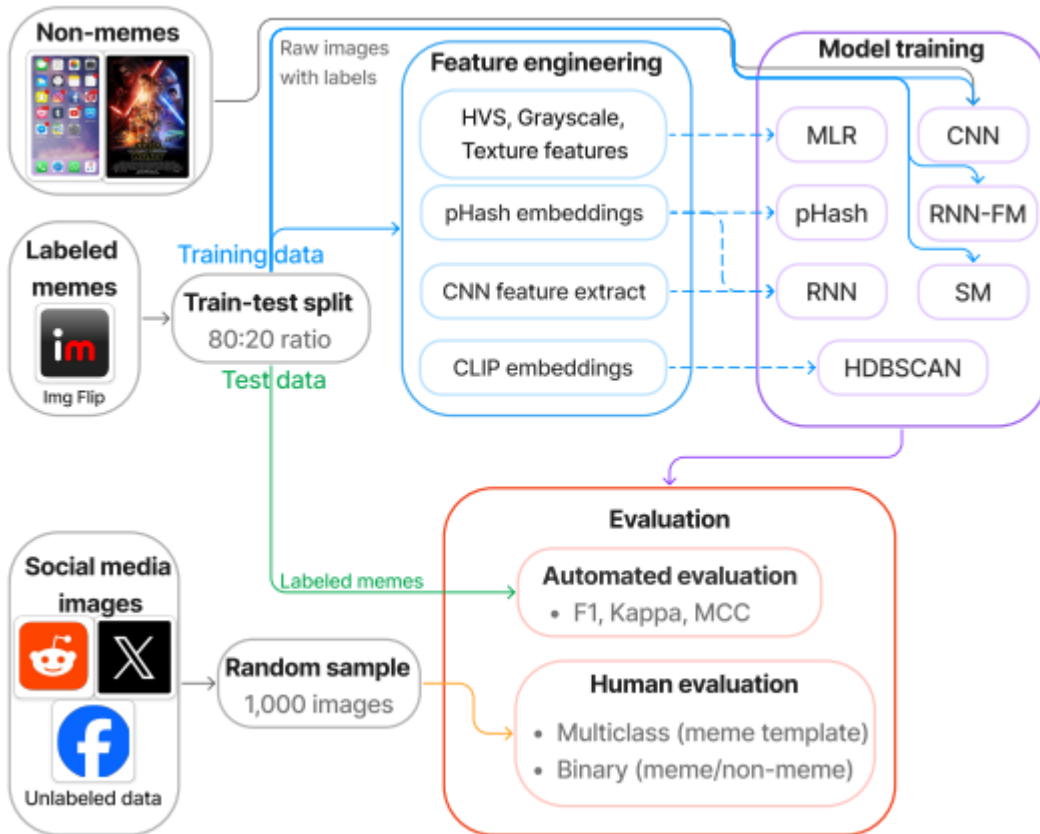 Non-memes
Raw images
with labels
Feature engineering
HVS, Grayscale,
Texture features
pHash embeddings
CNN feature extract
CLIP embeddings
Model training
MLR
CNN
pHash
RNN-FM
RNN
SM
HDBSCAN
Labeled
memes
im
Img Flip
Training data
Train-test split
80:20 ratio
Test data
Labeled memes
Social media
images
Unlabeled data
Random sample
1,000 images
Evaluation
Automated evaluation
• F1, Kappa, MCC
Human evaluation
• Multiclass (meme template)
• Binary (meme/non-meme)